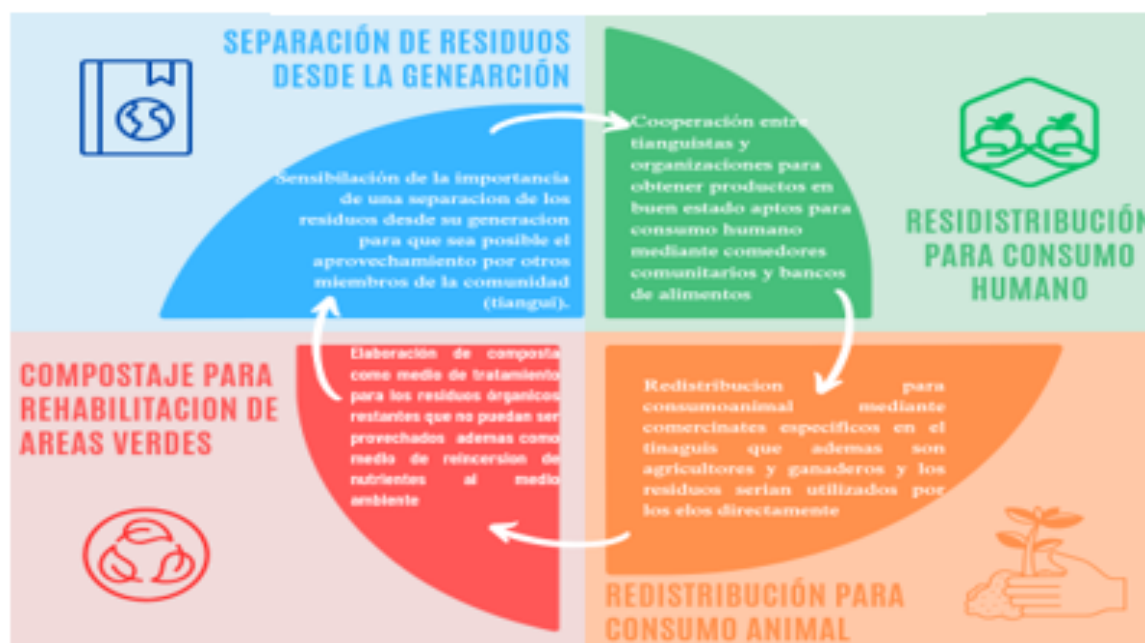 SEPARACIÓN DE RESIDUOS
DESDE LA GENEARCIÓN
Sensibilación de la importancia
de una separacion de los
residuos desde su generacion
para que sea posible el
aprovechamiento por otros
miembros de la comunidad
(tiangui).
Cooperación entre
tianguistas y
organizaciones para
obtener productos en
buen estado aptos para
consumo humano
mediante comedores
comunitarios y bancos
de alimentos
RESIDISTRIBUCIÓN
PARA CONSUMO
HUMANO
COMPOSTAJE PARA
REHABILITACION DE
AREAS VERDES
Elaboración de composta
como medio de tratamiento
para los residuos órganicos
restantes que no puedan ser
provechados ademas como
medio de reincersion de
nutrientes al medio
ambiente
Redistribucion para
consumoanimal mediante
comercinates específicos en el
tinaguis que ademas son
agricultores y ganaderos y los
residuos serian utilizados por
los elos directamente
REDISTRIBUCIÓN PARA
CONSUMO ANIMAL